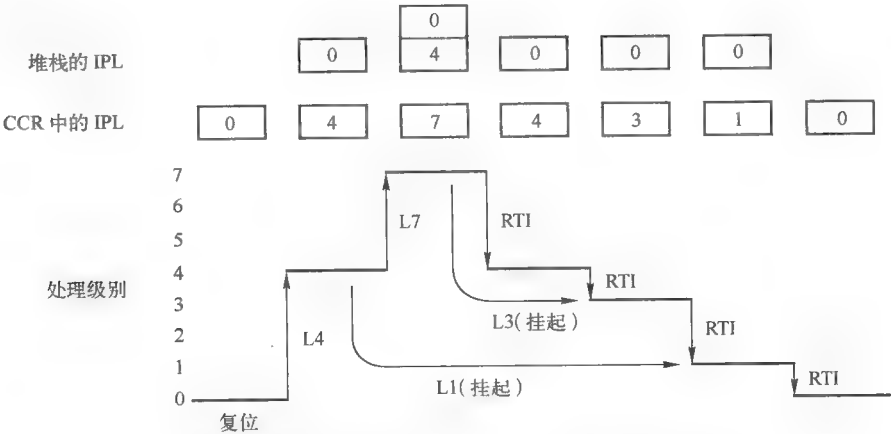 0
堆栈的 IPL 0 4 0 0 0
CCR 中的 IPL 0 4 7 4 3 1 0
7
6
L7 RTI
5
处理级别 4
RTI
3
L3(挂起)
2
L4 RTI
1
L1(挂起)
RTI
0
复位